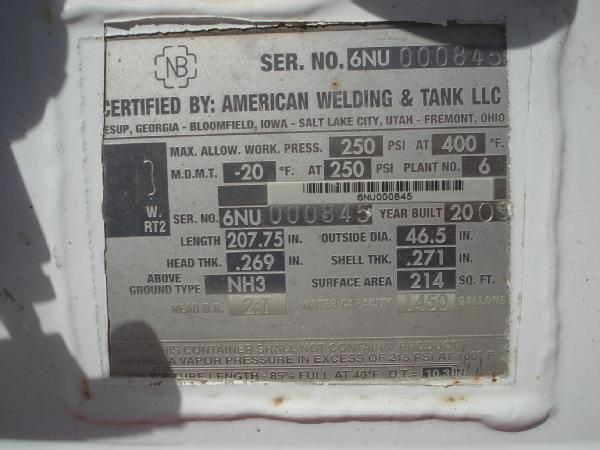 NB SER. NO. 6NU 000845
CERTIFIED BY: AMERICAN WELDING & TANK LLC
ESUP, GEORGIA - BLOOMFIELD, IOWA - SALT LAKE CITY, UTAH - FREMONT, OHIO
MAX. ALLOW. WORK. PRESS. 250 PSI AT 400 °F.
M.D.M.T. -20 °F. AT 250 PSI PLANT NO. 6
6NU000845
W.
RT2
SER. NO. 6NU 000845 YEAR BUILT 2009
LENGTH 207.75 IN. OUTSIDE DIA. 46.5 IN.
HEAD THK. .269 IN. SHELL THK. .271 IN.
ABOVE GROUND TYPE NH3 SURFACE AREA 214 SQ. FT.
HEAD D.R. 2:1 WATER CAPACITY 1450 GALLONS
THIS CONTAINER SHALL NOT CONTAIN A PRODUCT
A VAPOR PRESSURE IN EXCESS OF 215 PSI AT 100° F.
TUBE LENGTH - 85% FULL AT 40°F D.T.- 10.3 IN.